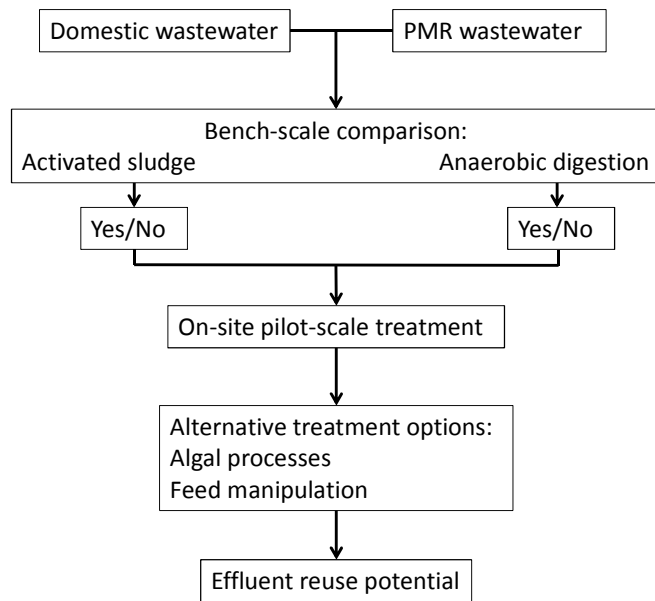 Domestic wastewater
PMR wastewater
Bench-scale comparison:
Activated sludge
Anaerobic digestion
Yes/No
Yes/No
On-site pilot-scale treatment
Alternative treatment options:
Algal processes
Feed manipulation
Effluent reuse potential